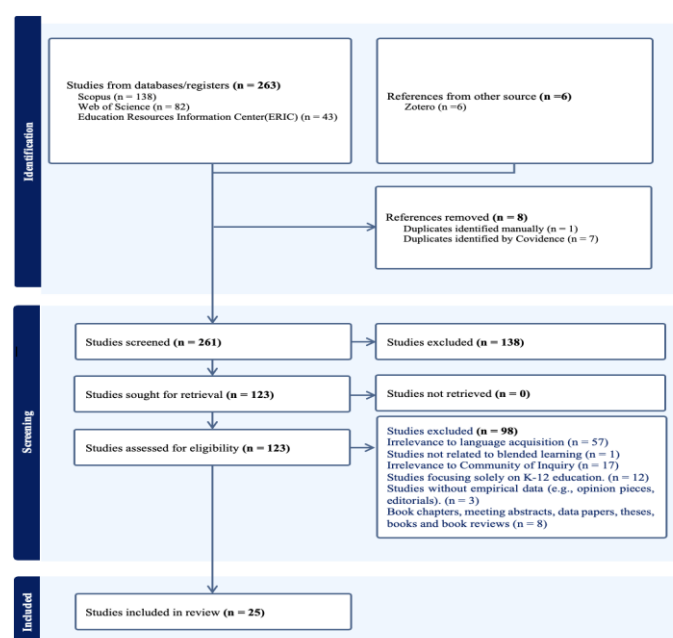 Identification
Studies from databases/registers (n = 263)
Scopus (n = 138)
Web of Science (n = 82)
Education Resources Information Center(ERIC) (n = 43)
References from other source (n =6)
Zotero (n =6)
References removed (n = 8)
Duplicates identified manually (n = 1)
Duplicates identified by Covidence (n = 7)
Screening
Studies screened (n = 261)
Studies excluded (n = 138)
Studies sought for retrieval (n = 123)
Studies not retrieved (n = 0)
Studies assessed for eligibility (n = 123)
Studies excluded (n = 98)
Irrelevance to language acquisition (n = 57)
Studies not related to blended learning (n = 1)
Irrelevance to Community of Inquiry (n = 17)
Studies focusing solely on K-12 education. (n = 12)
Studies without empirical data (e.g., opinion pieces,
editorials). (n = 3)
Book chapters, meeting abstracts, data papers, theses,
books and book reviews (n = 8)
Included
Studies included in review (n = 25)